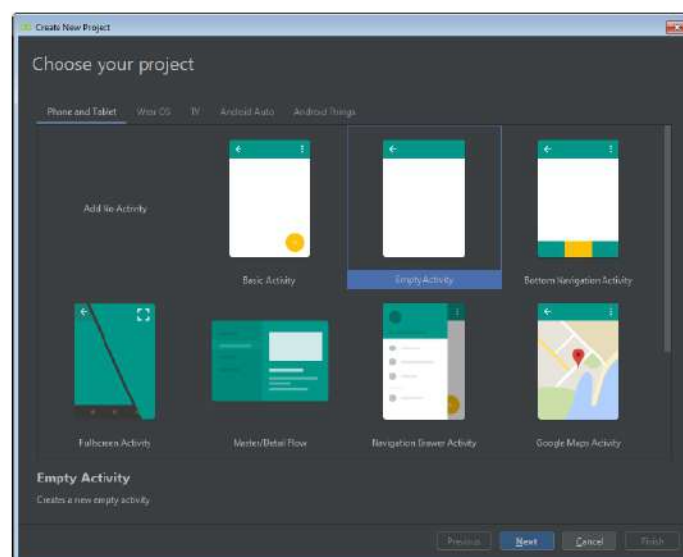 Create New Project
Choose your project
Phone and Tablet Wear OS TV Android Auto Android Things
Add No Activity
Basic Activity
Empty Activity
Bottom Navigation Activity
Fullscreen Activity
Master/Detail Flow
Navigation Drawer Activity
Google Maps Activity
Empty Activity
Creates a new empty activity
Previous Next Cancel Finish